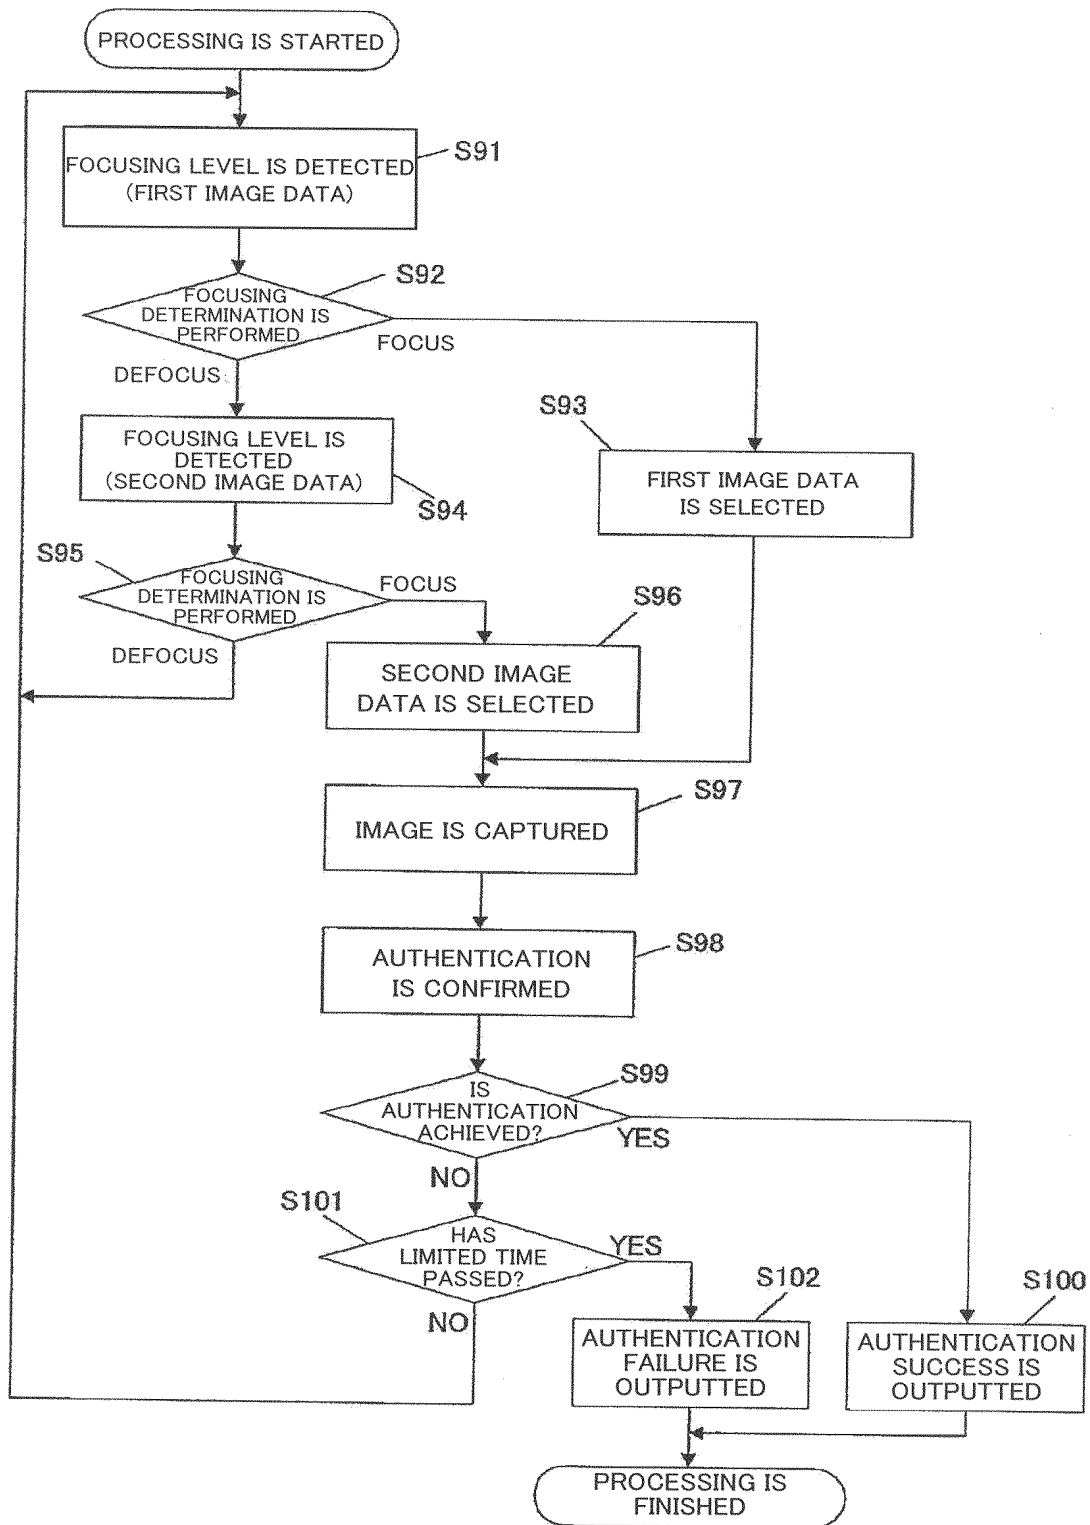 PROCESSING IS STARTED
S91
FOCUSING LEVEL IS DETECTED
(FIRST IMAGE DATA)
S92
FOCUSING
DETERMINATION IS
PERFORMED
FOCUS
DEFOCUS
S93
FIRST IMAGE DATA
IS SELECTED
FOCUSING LEVEL IS
DETECTED
(SECOND IMAGE DATA)
S94
S95
FOCUSING
DETERMINATION IS
PERFORMED
FOCUS
DEFOCUS
S96
SECOND IMAGE
DATA IS SELECTED
S97
IMAGE IS CAPTURED
S98
AUTHENTICATION
IS CONFIRMED
S99
IS
AUTHENTICATION
ACHIEVED?
YES
NO
S101
HAS
LIMITED TIME
PASSED?
YES
NO
S102
AUTHENTICATION
FAILURE IS
OUTPUTTED
S100
AUTHENTICATION
SUCCESS IS
OUTPUTTED
PROCESSING IS
FINISHED